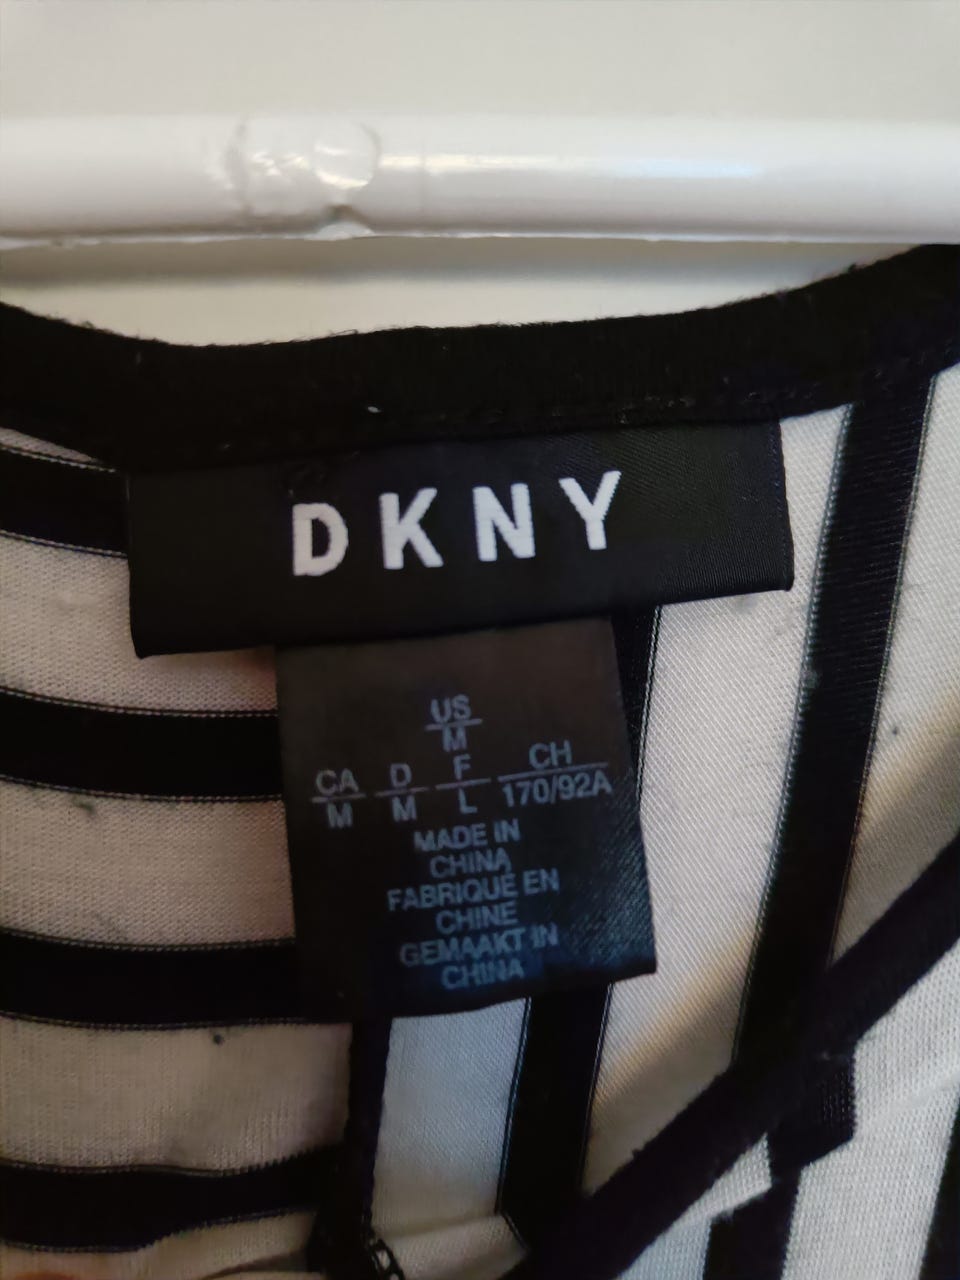 DKNY
US
M
CA D F CH
M M L 170/92A
MADE IN
CHINA
FABRIQUÉ EN
CHINE
GEMAAKT IN
CHINA